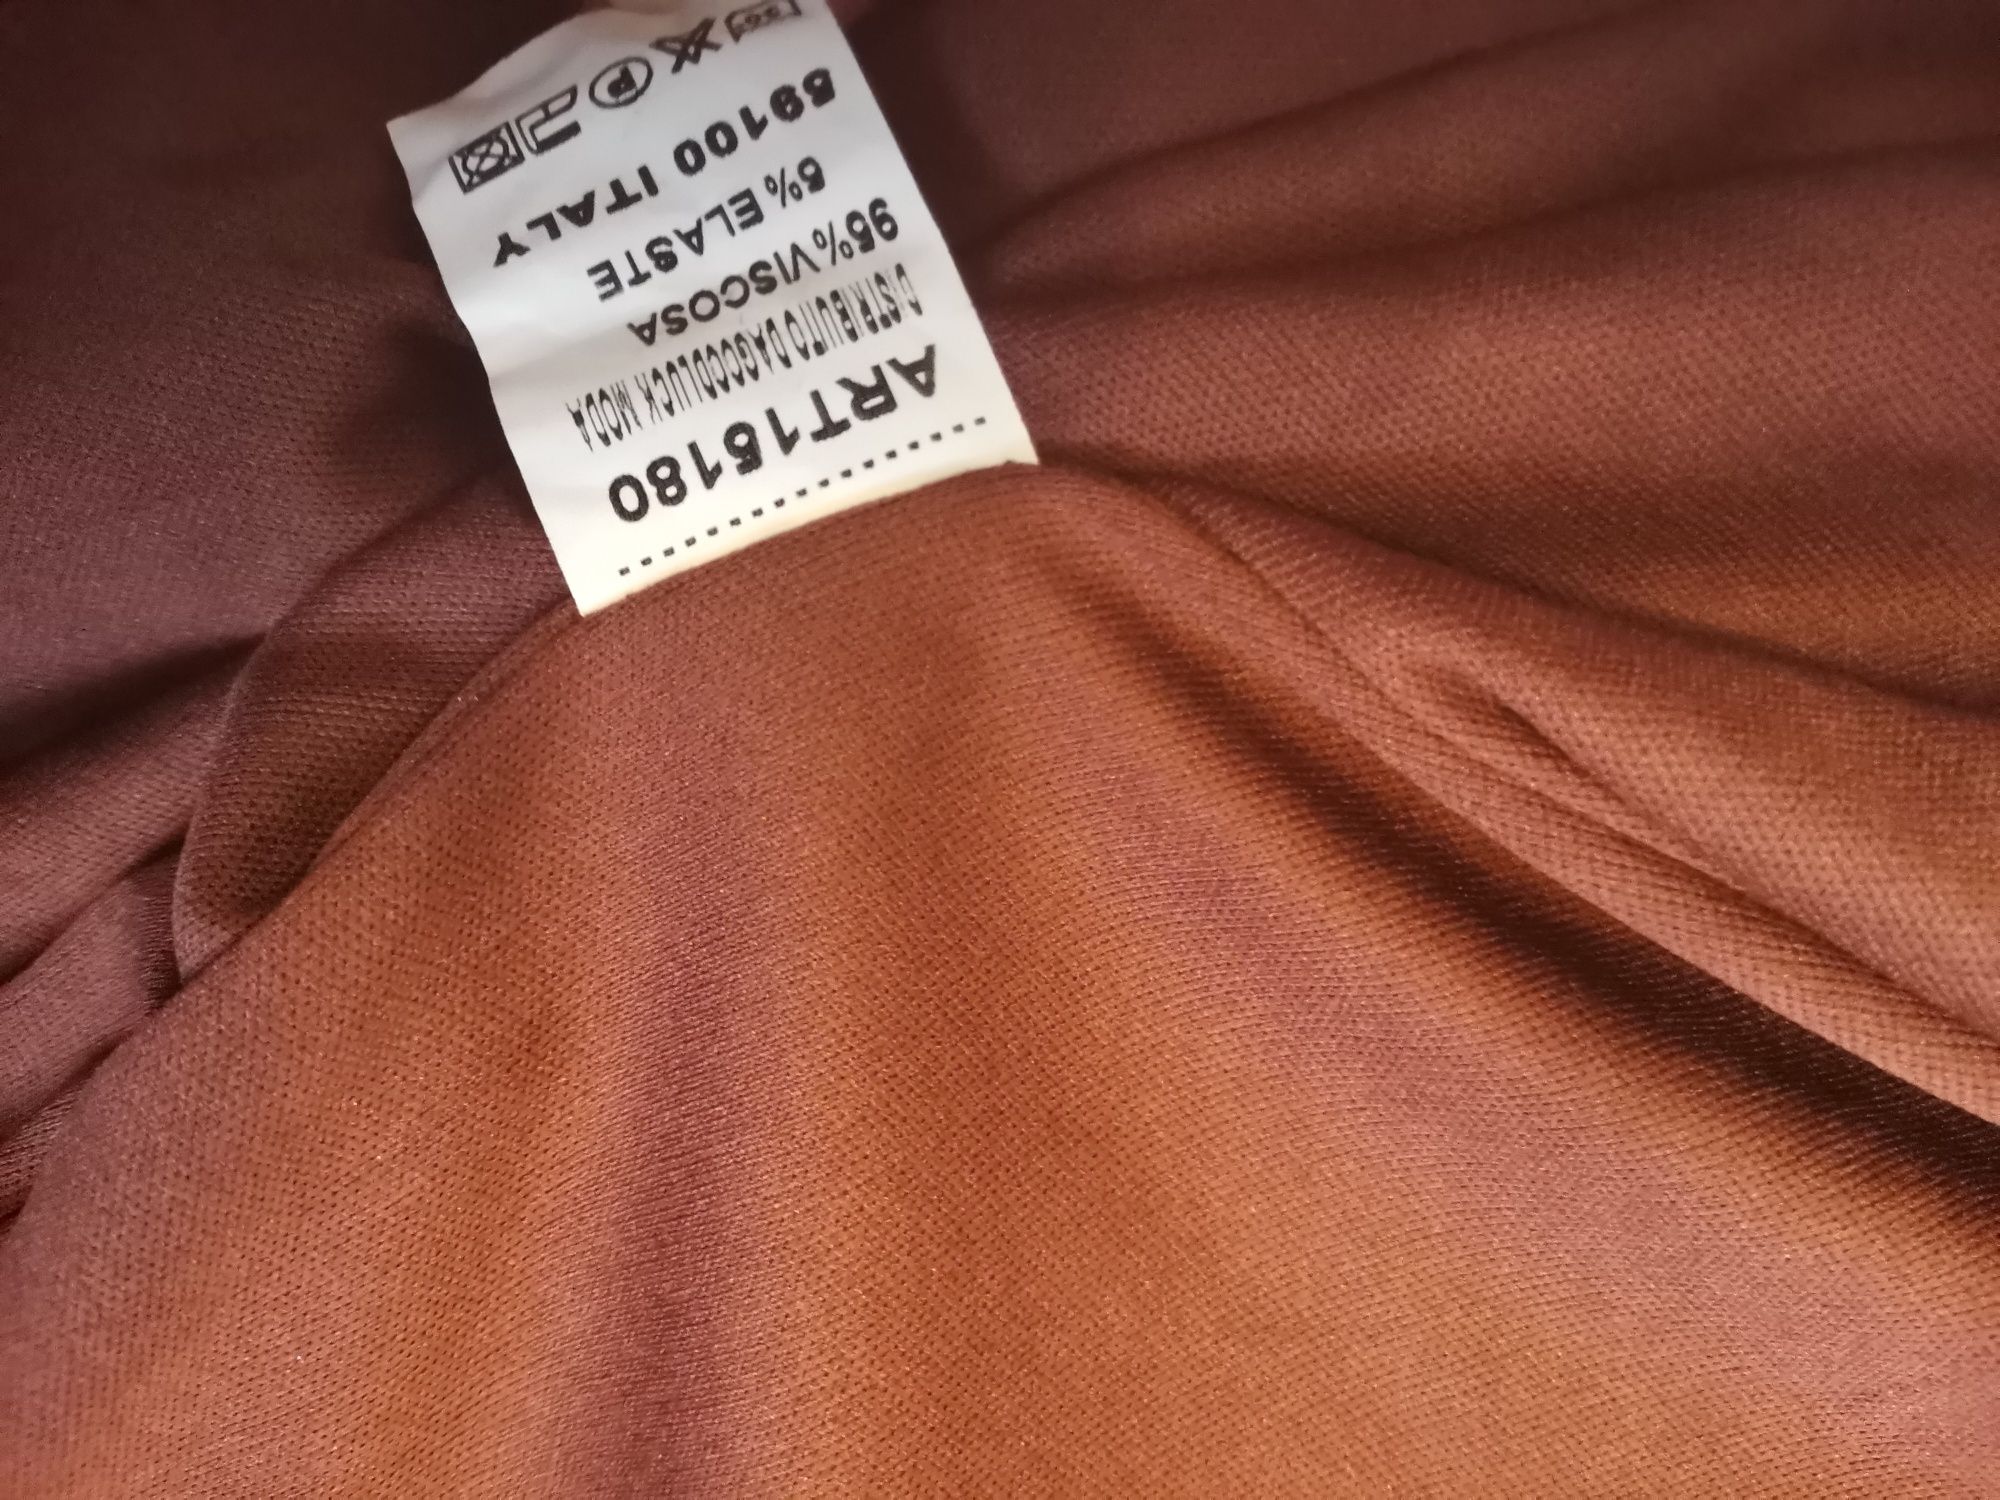 ART15180
DISTRIBUITO DAGOODLUCK MODA
95% VISCOSA
5% ELASTE
59100 ITALY